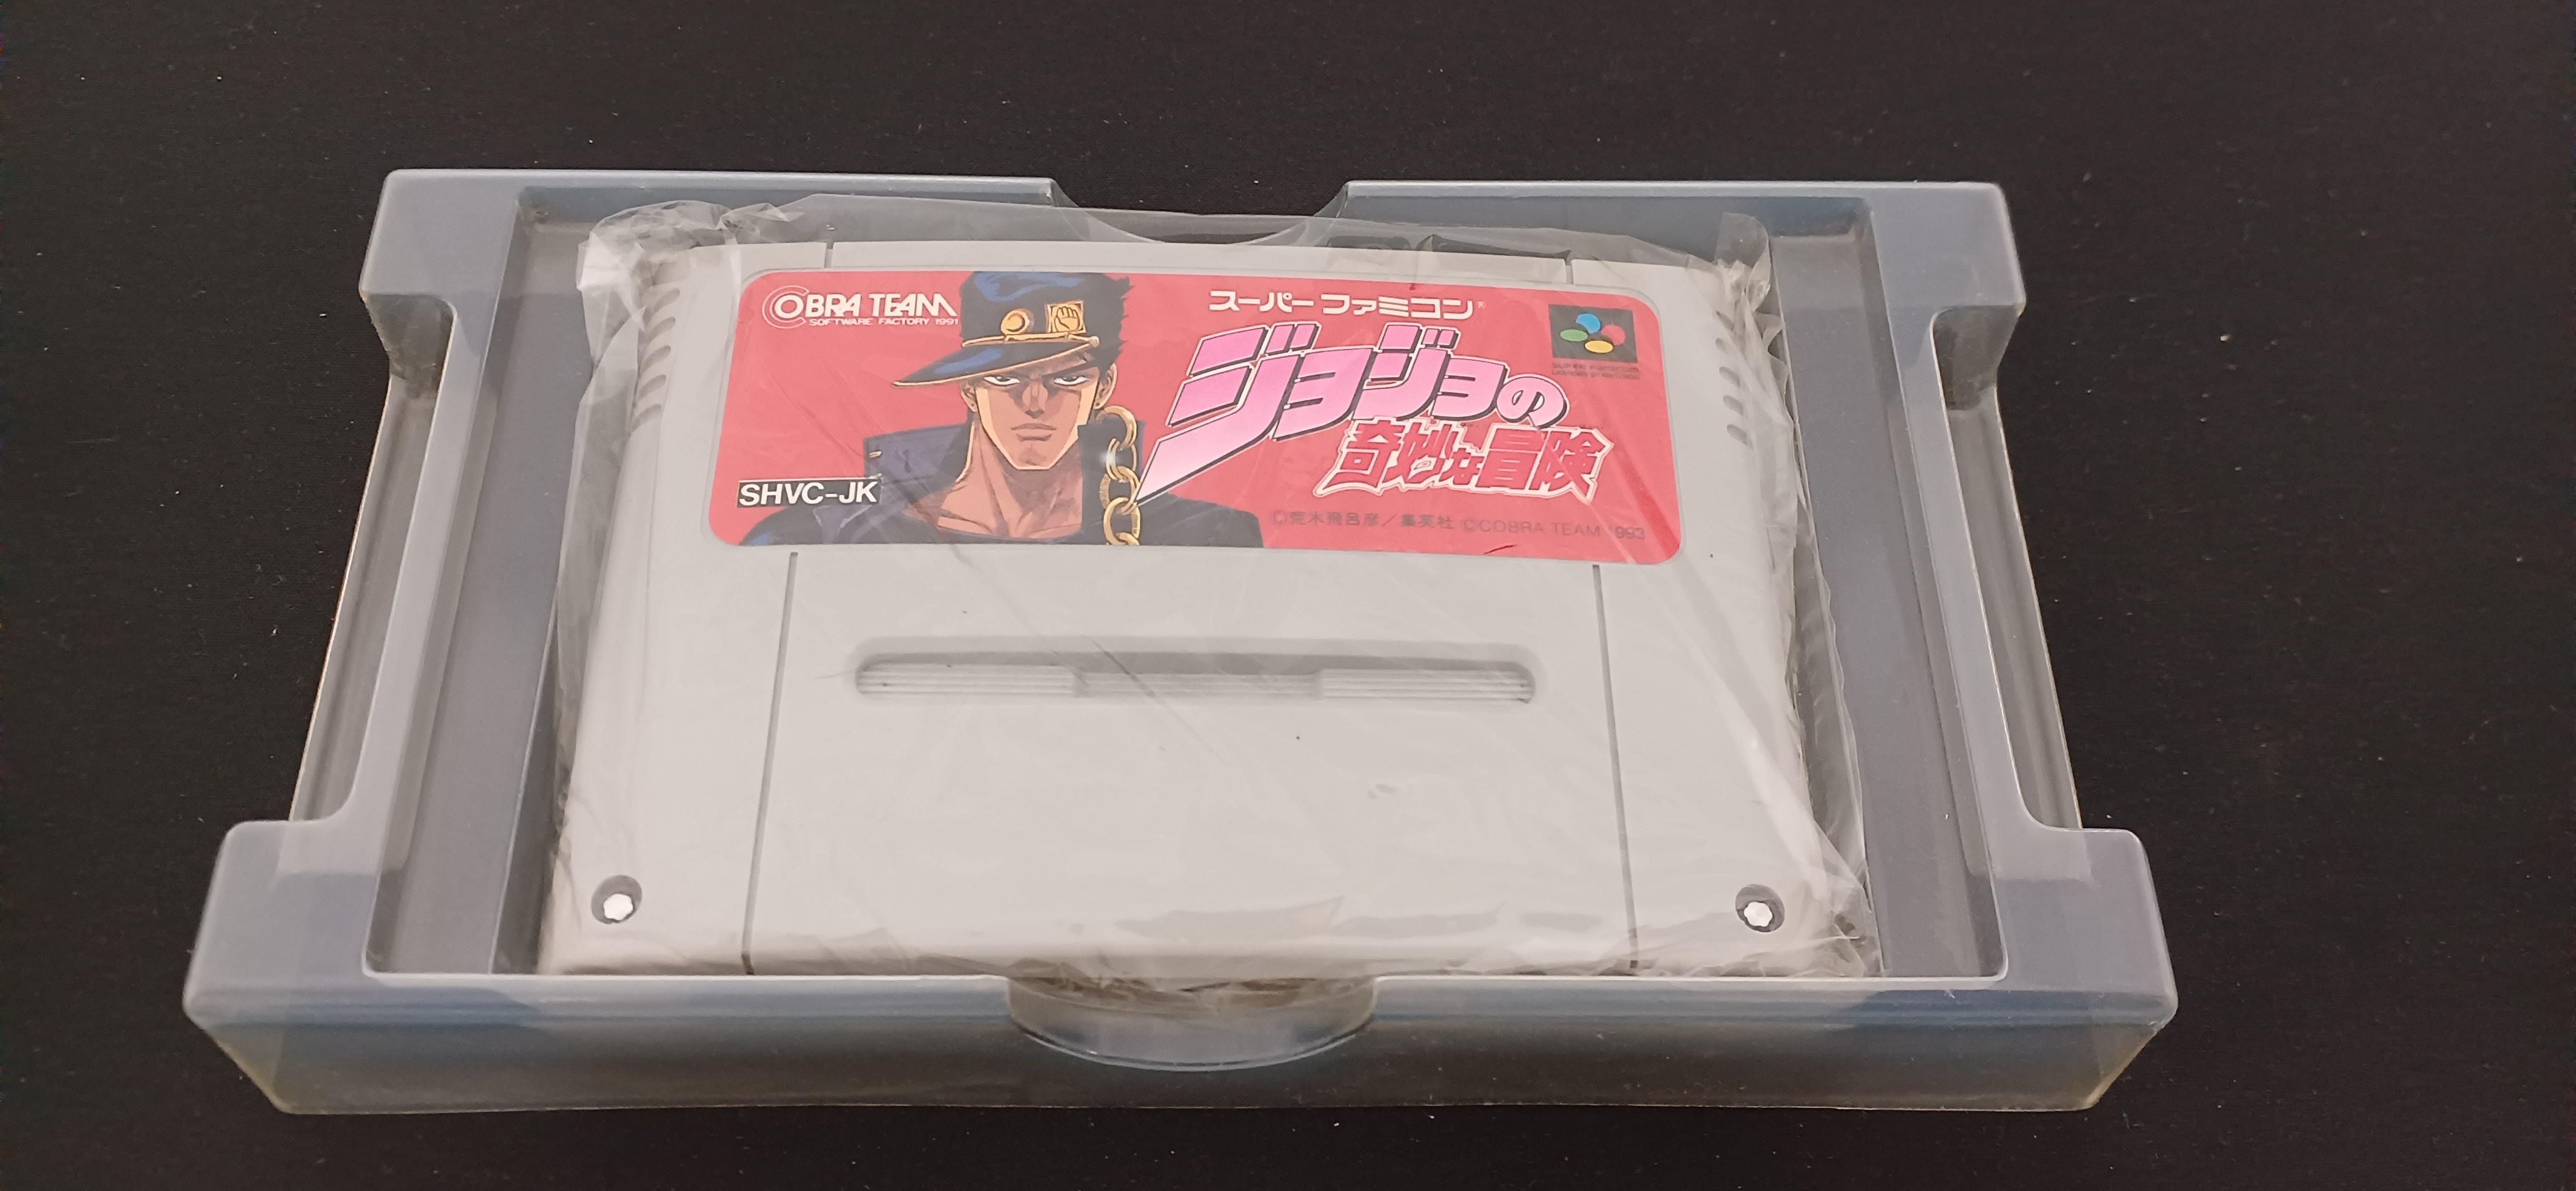 COBRA TEAM
SOFTWARE FACTORY 1991
スーパーファミコン
ジョジョの
奇妙な冒険
SHVC-JK
©荒木飛呂彦／集英社 ©COBRA TEAM 1993